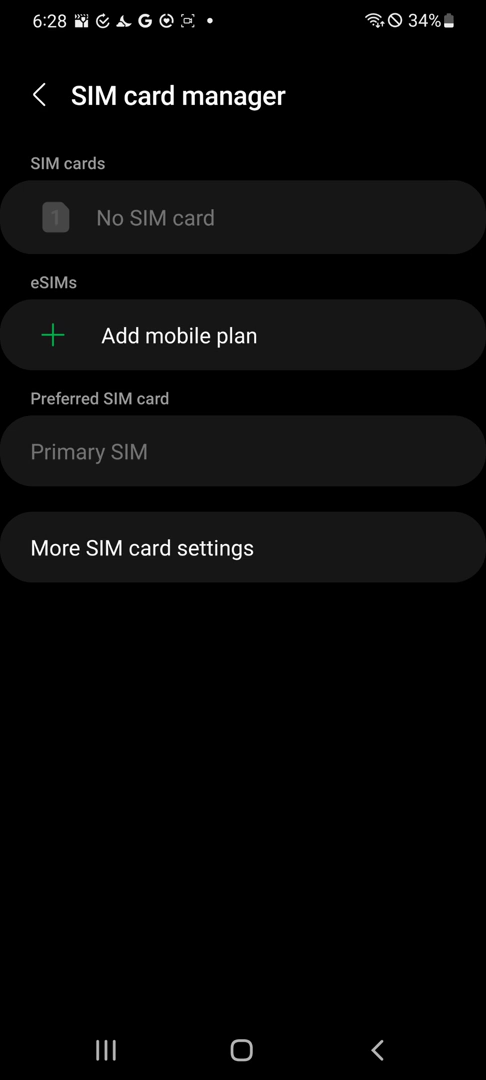 6:28 34%
SIM card manager
SIM cards
1 No SIM card
eSIMs
Add mobile plan
Preferred SIM card
Primary SIM
More SIM card settings